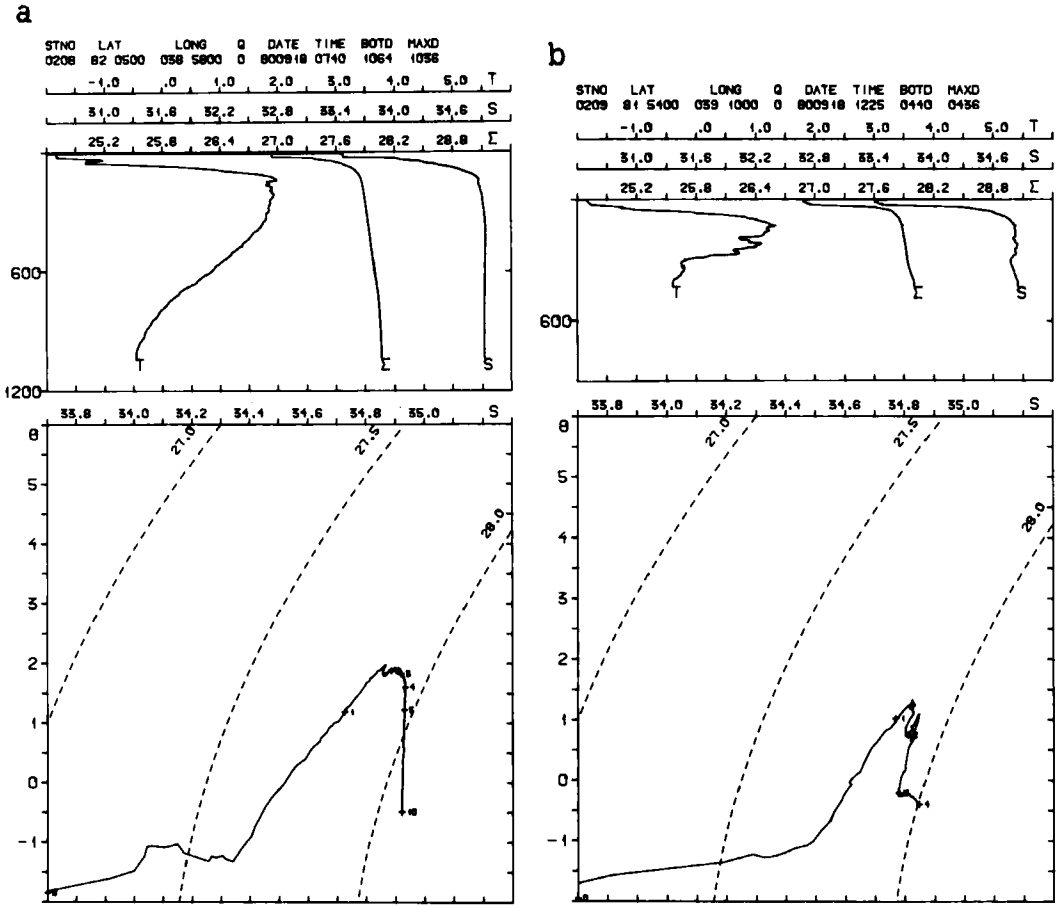 a
STNO LAT LONG Q DATE TIME BOTD MAXD
0208 82 0500 038 5800 0 800918 0740 1064 1036
-1.0 .0 1.0 2.0 3.0 4.0 5.0 T
31.0 31.6 32.2 32.8 33.4 34.0 34.6 S
25.2 25.8 26.4 27.0 27.6 28.2 28.8 Σ
600
T Σ S
1200
33.8 34.0 34.2 34.4 34.6 34.8 35.0 S
θ
27.0 27.5
5
28.0
4
3
2
1
0
-1
b
STNO LAT LONG Q DATE TIME BOTD MAXD
0209 81 5400 039 1000 0 800918 1225 0440 0436
-1.0 .0 1.0 2.0 3.0 4.0 5.0 T
31.0 31.6 32.2 32.8 33.4 34.0 34.6 S
25.2 25.8 26.4 27.0 27.6 28.2 28.8 Σ
T Σ S
600
33.8 34.0 34.2 34.4 34.6 34.8 35.0 S
θ
27.0 27.5
5
28.0
4
3
2
1
0
-1